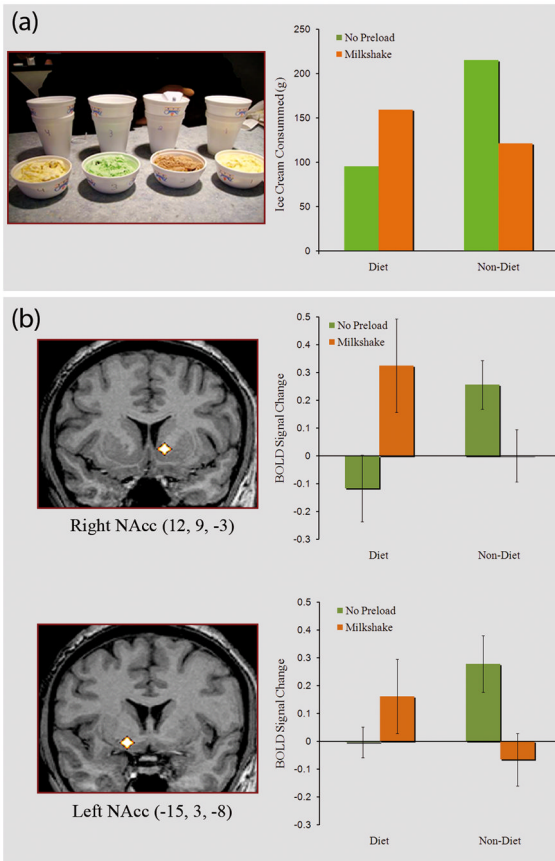 (a)
No Preload
Milkshake
Ice Cream Consummed (g)
250
200
150
100
50
0
Diet
Non-Diet
(b)
Right NAcc (12, 9, -3)
No Preload
Milkshake
BOLD Signal Change
0.5
0.4
0.3
0.2
0.1
0
-0.1
-0.2
-0.3
Diet
Non-Diet
Left NAcc (-15, 3, -8)
No Preload
Milkshake
BOLD Signal Change
0.5
0.4
0.3
0.2
0.1
0
-0.1
-0.2
-0.3
Diet
Non-Diet